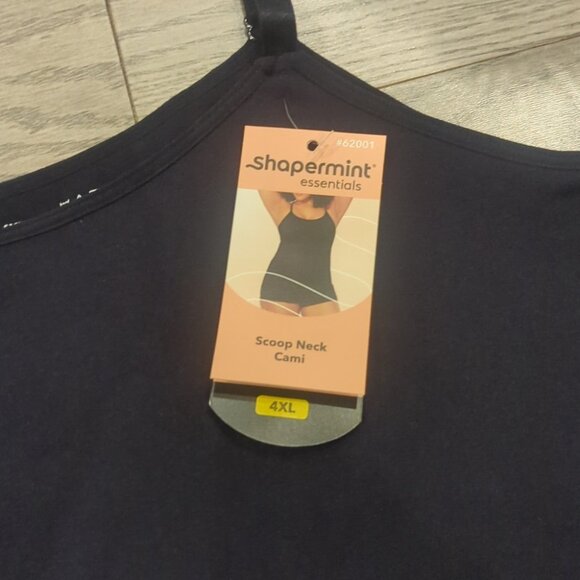 #62001
Shapermint
essentials
Scoop Neck
Cami
4XL